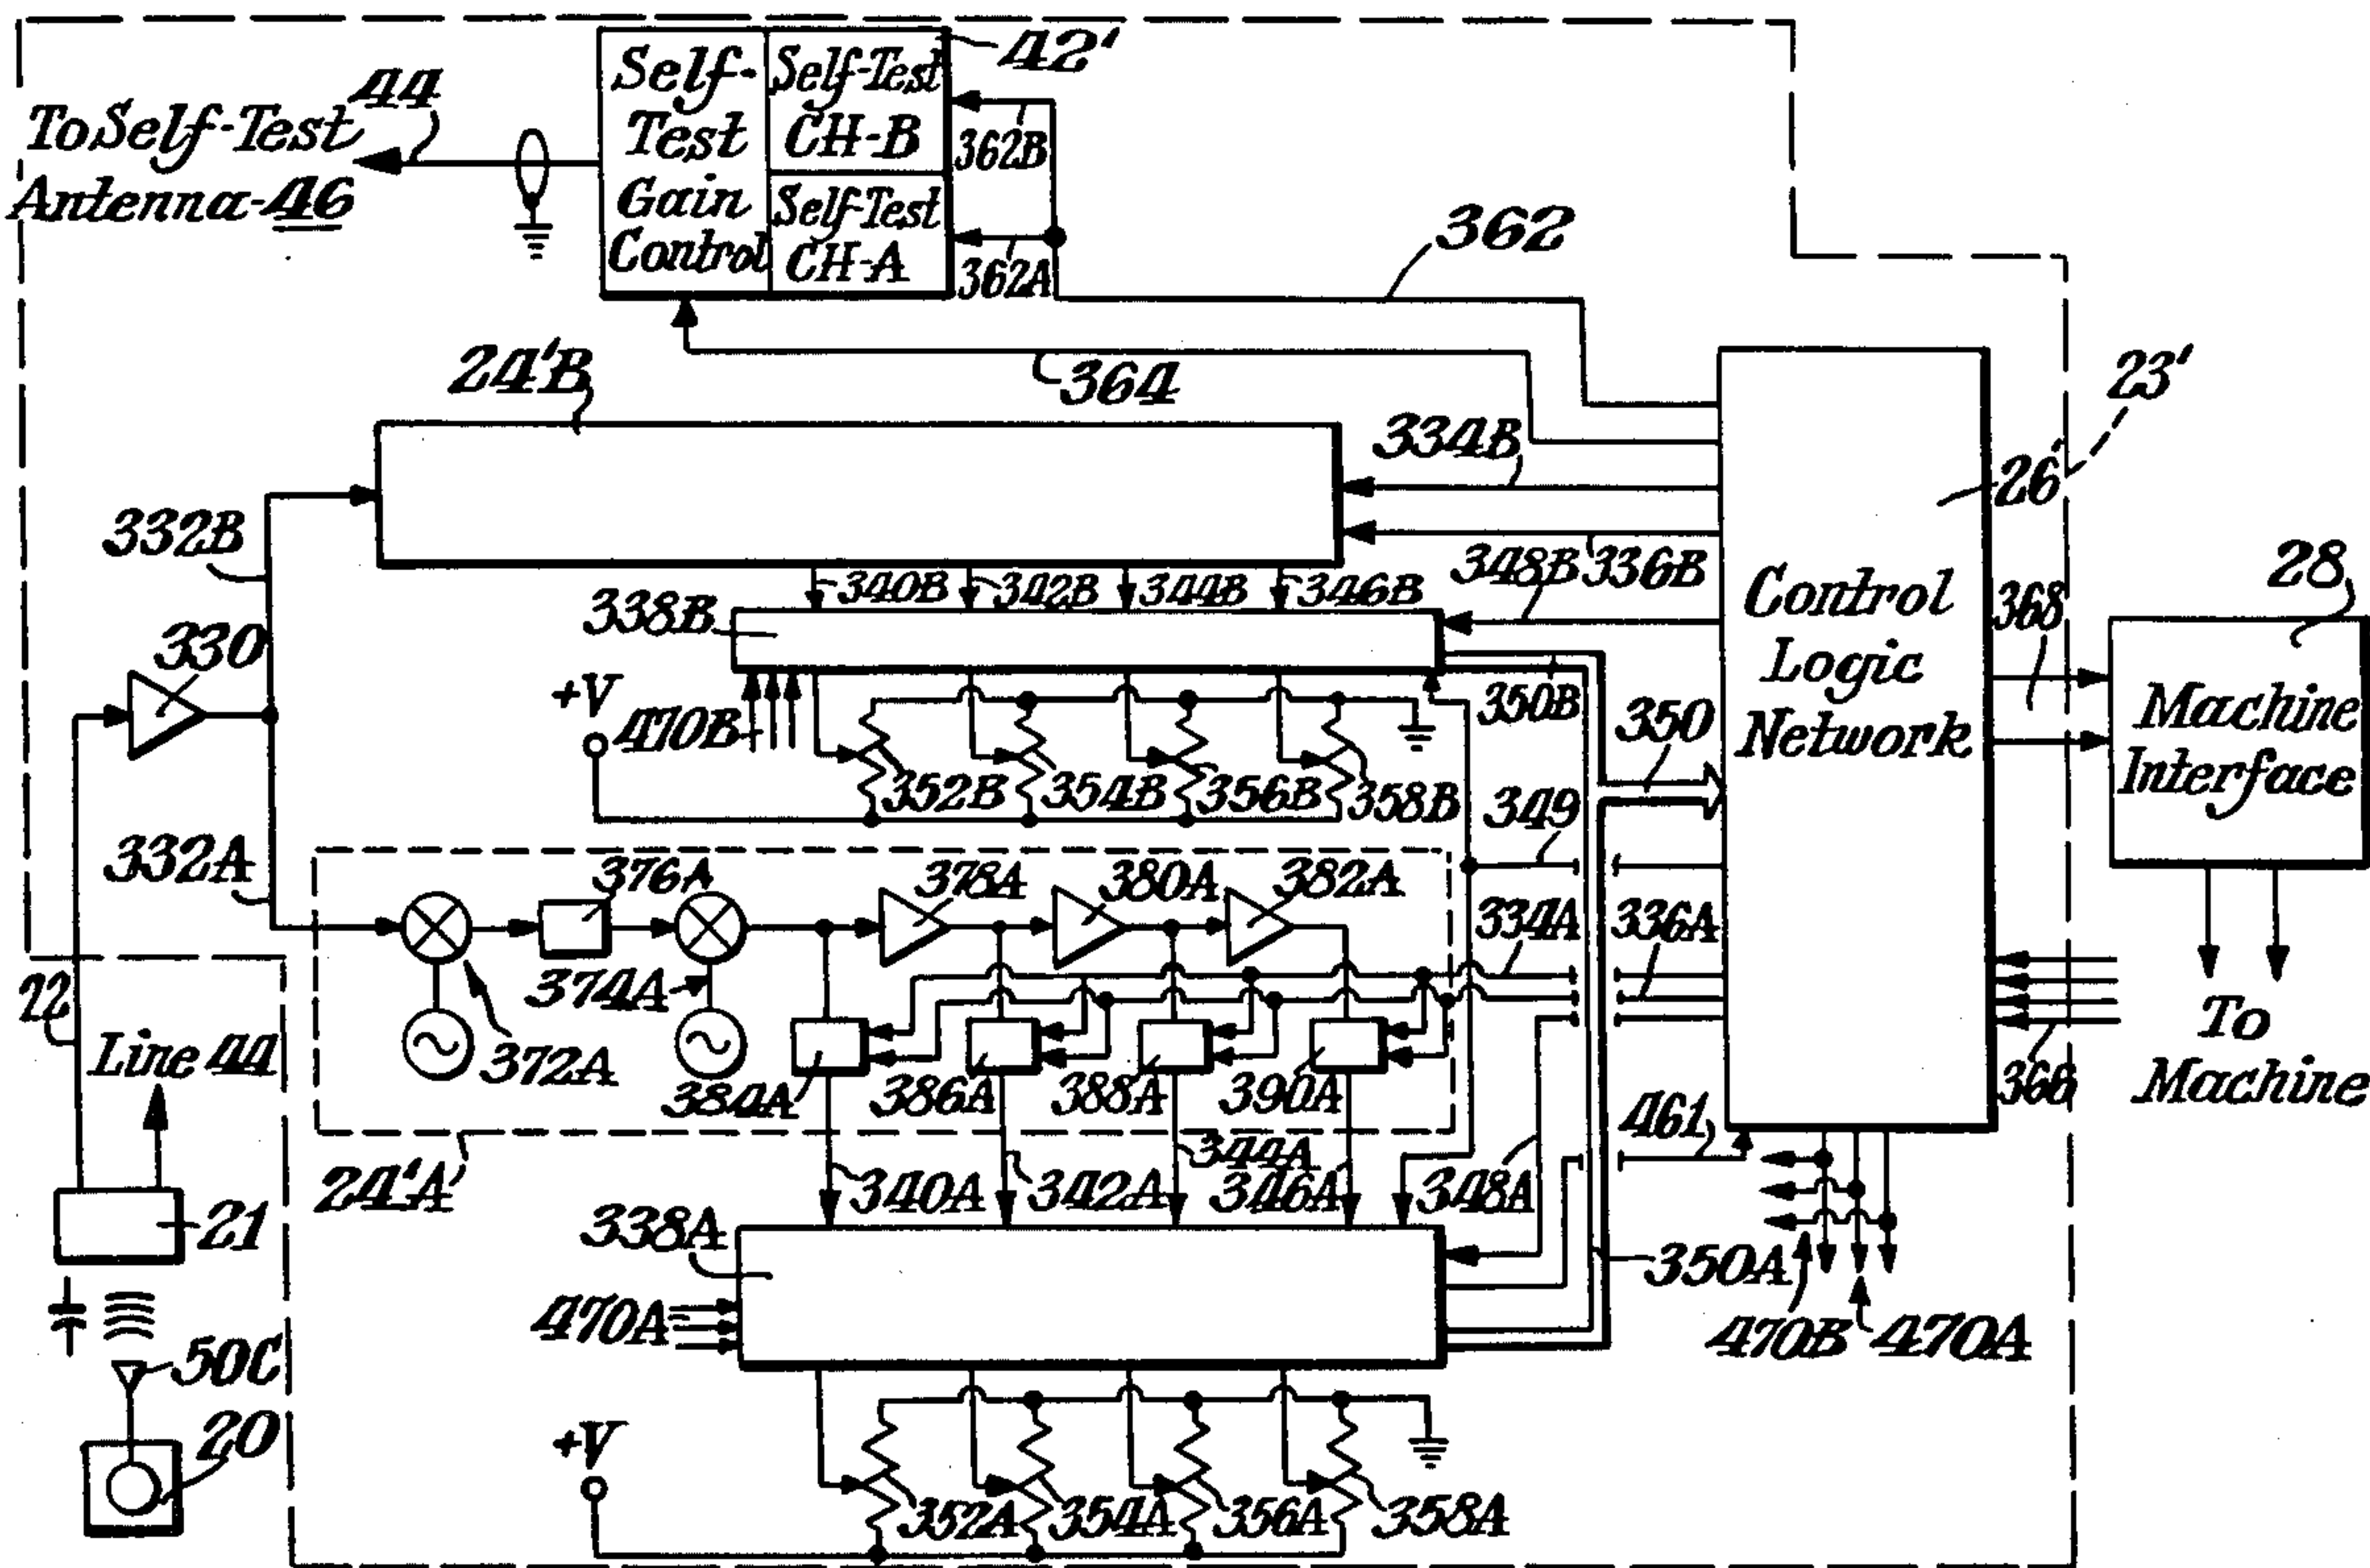 42'
Self-
Test
Gain
Control
Self-Test
CH-B
Self-Test
CH-A
44
To Self-Test
Antenna-46
362B
362A
362
364
24'B
23'
26'
334B
336B
348B
332B
340B
342B
344B
346B
338B
330
Control
Logic
Network
368
28
Machine
Interface
+V
470B
350B
350
352B
354B
356B
358B
349
332A
376A
378A
380A
382A
334A
336A
22
374A
372A
384A
386A
388A
390A
To
Machine
366
Line 44
461
24'A
340A
342A
344A
346A
348A
21
338A
350A
470A
470B
470A
50C
20
+V
352A
354A
356A
358A